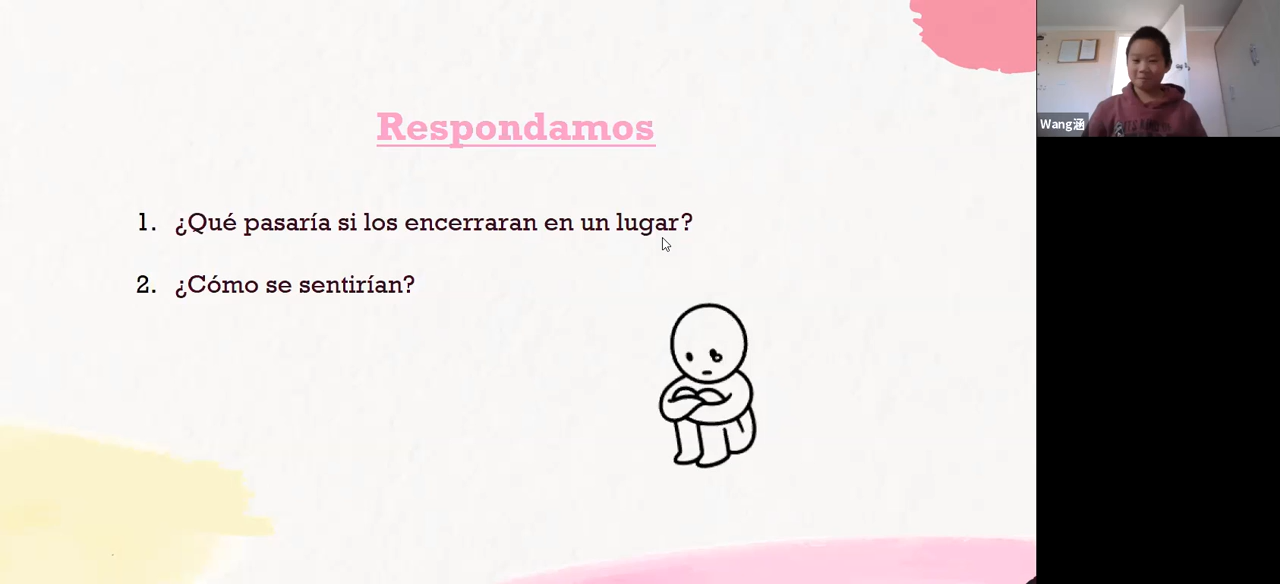 Respondamos
1. ¿Qué pasaría si los encerraran en un lugar?
2. ¿Cómo se sentirían?
Wang涵